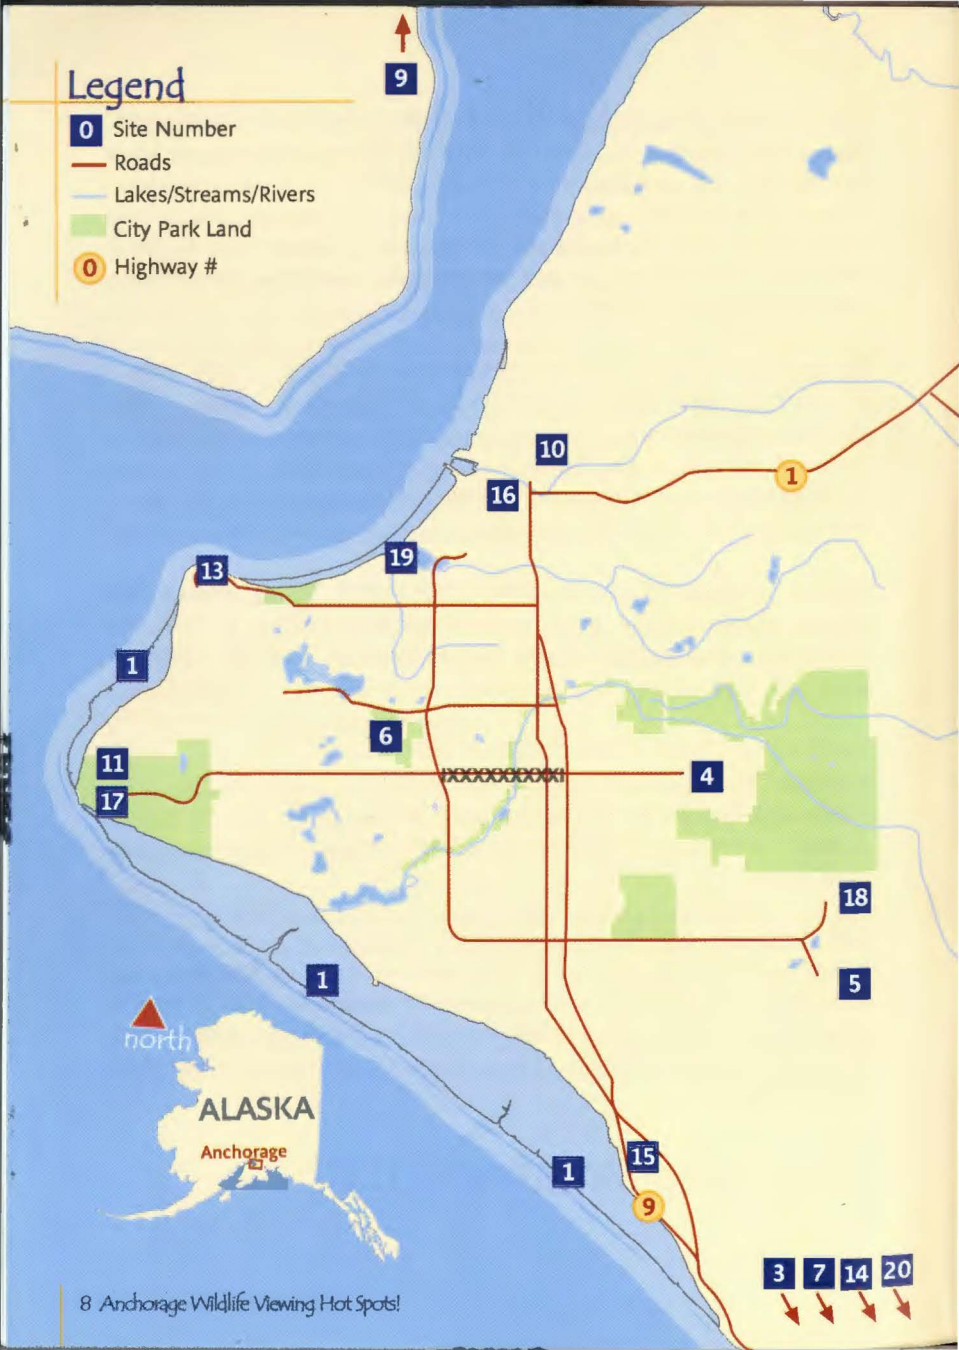 9
Legend
0 Site Number
Roads
Lakes/Streams/Rivers
City Park Land
0 Highway #
10
1
16
19
13
1
6
11
4
17
XXXXXXXXXX
18
1
5
north
ALASKA
Anchorage
15
1
9
3 7 14 20
8 Anchorage Wildlife Viewing Hot Spots!